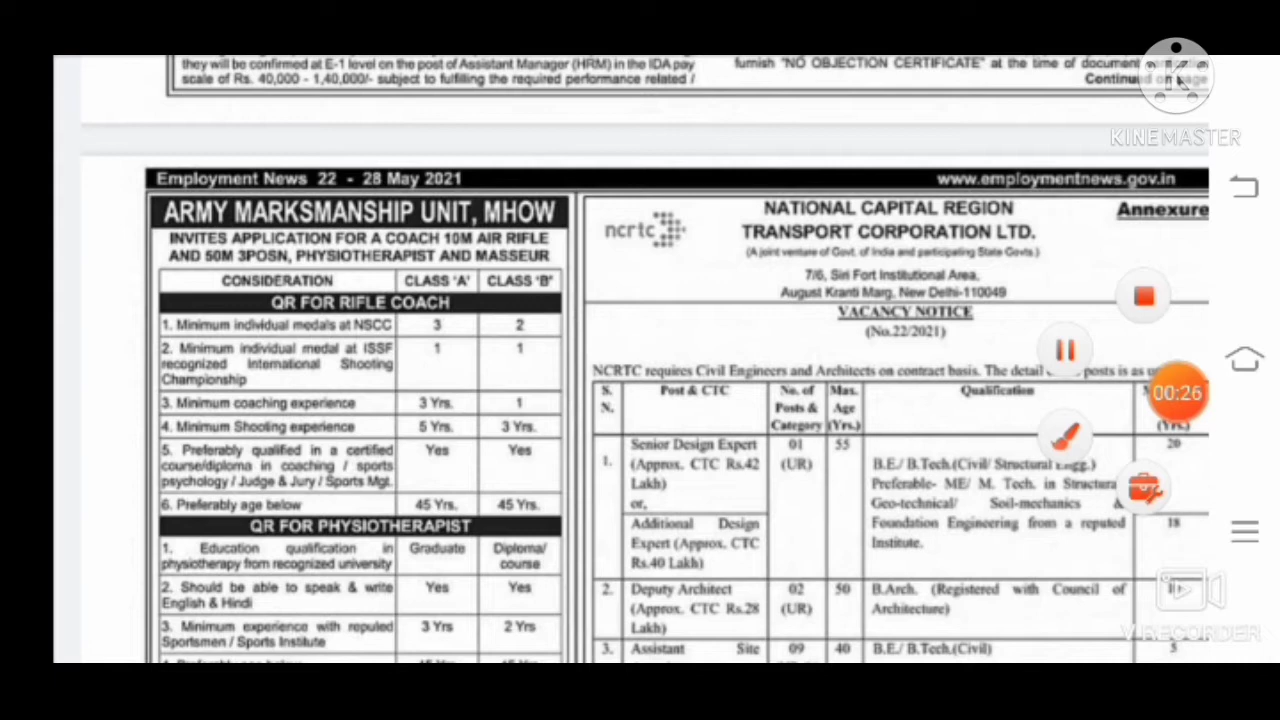 they will be confirmed at E-1 level on the post of Assistant Manager (HRM) in the IDA pay
scale of Rs. 40,000 - 1,40,000/- subject to fulfilling the required performance related /
furnish "NO OBJECTION CERTIFICATE" at the time of document
Continued on page
KINEMASTER
Employment News 22 - 28 May 2021
www.employmentnews.gov.in
ARMY MARKSMANSHIP UNIT, MHOW
INVITES APPLICATION FOR A COACH 10M AIR RIFLE
AND 50M 3POSN, PHYSIOTHERAPIST AND MASSEUR
CONSIDERATION CLASS 'A' CLASS 'B'
QR FOR RIFLE COACH
1. Minimum individual medals at NSCC 3 2
2. Minimum individual medal at ISSF 1 1
recognized International Shooting
Championship
3. Minimum coaching experience 3 Yrs. 1
4. Minimum Shooting experience 5 Yrs. 3 Yrs.
5. Preferably qualified in a certified Yes Yes
course/diploma in coaching / sports
psychology / Judge & Jury / Sports Mgt.
6. Preferably age below 45 Yrs. 45 Yrs.
QR FOR PHYSIOTHERAPIST
1. Education qualification in Graduate Diploma/
physiotherapy from recognized university course
2. Should be able to speak & write Yes Yes
English & Hindi
3. Minimum experience with repuled 3 Yrs 2 Yrs
Sportsmen / Sports Institute
ncrtc
NATIONAL CAPITAL REGION
TRANSPORT CORPORATION LTD.
Annexure
(A joint venture of Govt. of India and participating State Govts.)
7/6, Siri Fort Institutional Area,
August Kranti Marg, New Delhi-110049
VACANCY NOTICE
(No.22/2021)
NCRTC requires Civil Engineers and Architects on contract basis. The detail posts is as
S. Post & CTC No. of Max. Qualification
N. Posts & Age
Category (Yrs.) (Yrs.)
1. Senior Design Expert 01 55 20
(Approx. CTC Rs.42 (UR) B.E./ B.Tech.(Civil/ Structural Engg.)
Lakh) Preferable- ME/ M. Tech. in Structural
or, Geo-technical/ Soil-mechanics &
Additional Design Foundation Engineering from a reputed 18
Expert (Approx. CTC Institute.
Rs.40 Lakh)
2. Deputy Architect 02 50 B.Arch. (Registered with Council of
(Approx. CTC Rs.28 (UR) Architecture)
Lakh)
3. Assistant Site 09 40 B.E./ B.Tech.(Civil) 5
00:26
V RECORDER